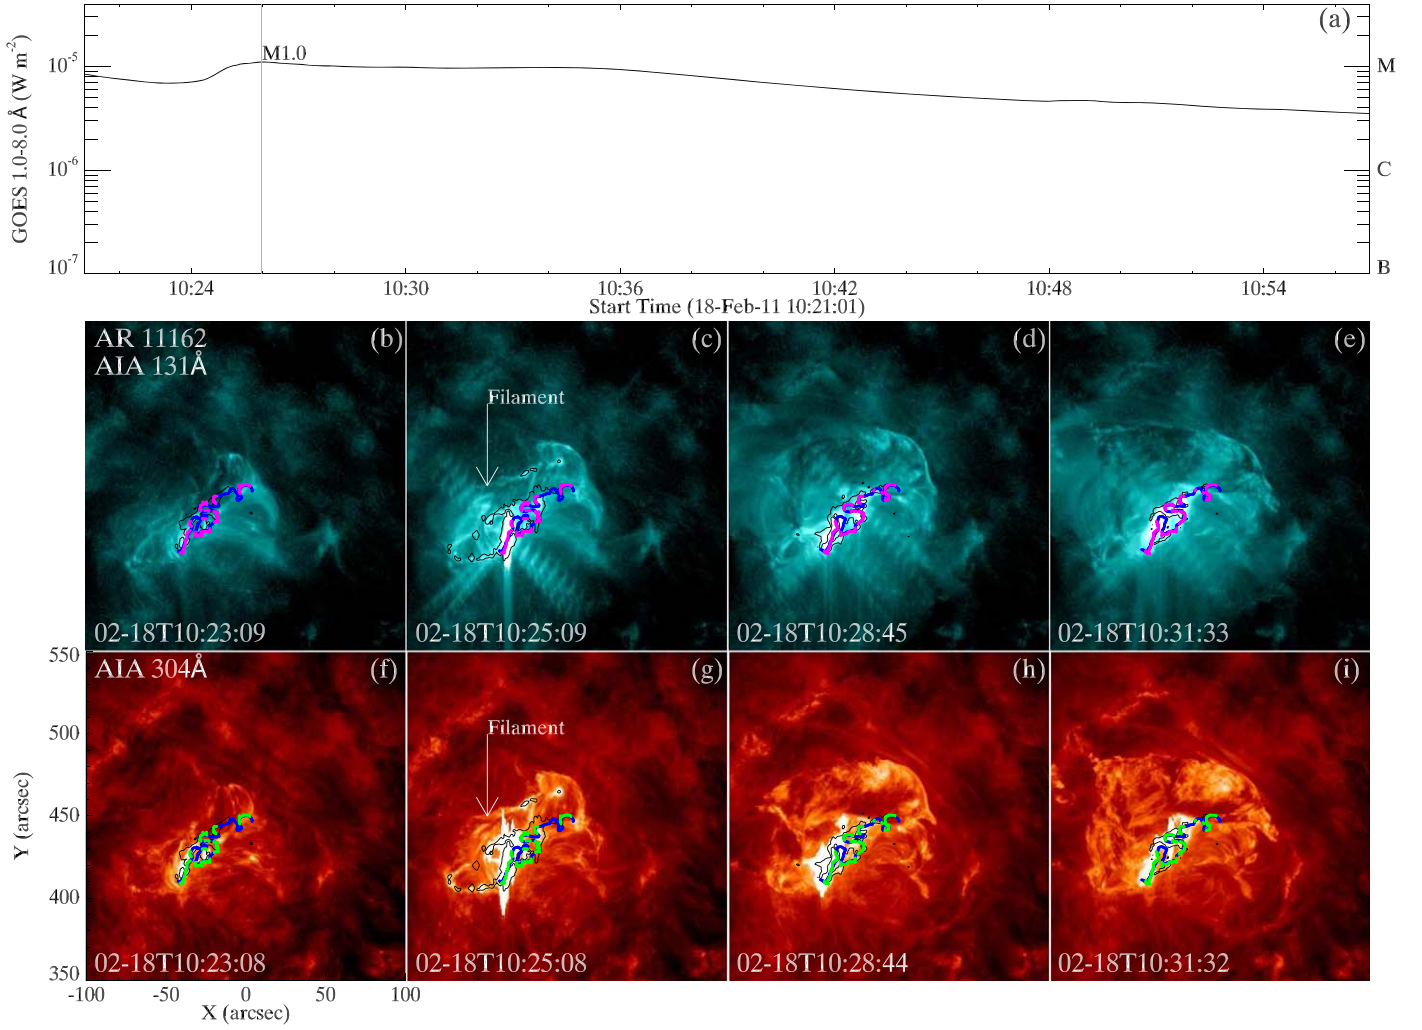 (a)
M1.0
GOES 1.0-8.0 Å (W m⁻²)
10⁻⁵
10⁻⁶
10⁻⁷
M
C
B
10:24 10:30 10:36 10:42 10:48 10:54
Start Time (18-Feb-11 10:21:01)
AR 11162 (b) (c) (d) (e)
AIA 131Å
Filament
02-18T10:23:09 02-18T10:25:09 02-18T10:28:45 02-18T10:31:33
AIA 304Å (f) (g) (h) (i)
Filament
02-18T10:23:08 02-18T10:25:08 02-18T10:28:44 02-18T10:31:32
550
500
450
400
350
Y (arcsec)
-100 -50 0 50 100
X (arcsec)